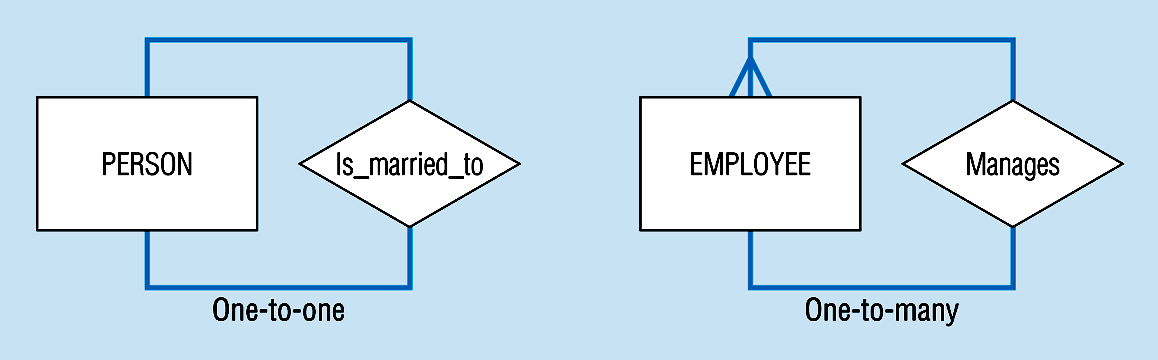 PERSON
Is_married_to
One-to-one
EMPLOYEE
Manages
One-to-many